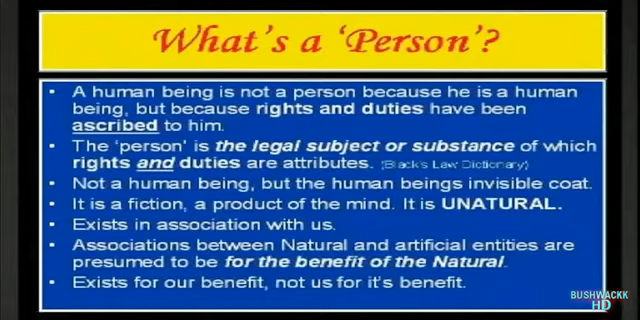 What's a 'Person'?
• A human being is not a person because he is a human
being, but because rights and duties have been
ascribed to him.
• The 'person' is the legal subject or substance of which
rights and duties are attributes. (Black's Law Dictionary)
• Not a human being, but the human beings invisible coat.
• It is a fiction, a product of the mind. It is UNATURAL.
• Exists in association with us.
• Associations between Natural and artificial entities are
presumed to be for the benefit of the Natural.
• Exists for our benefit, not us for it's benefit.
BUSHWACKK
HD